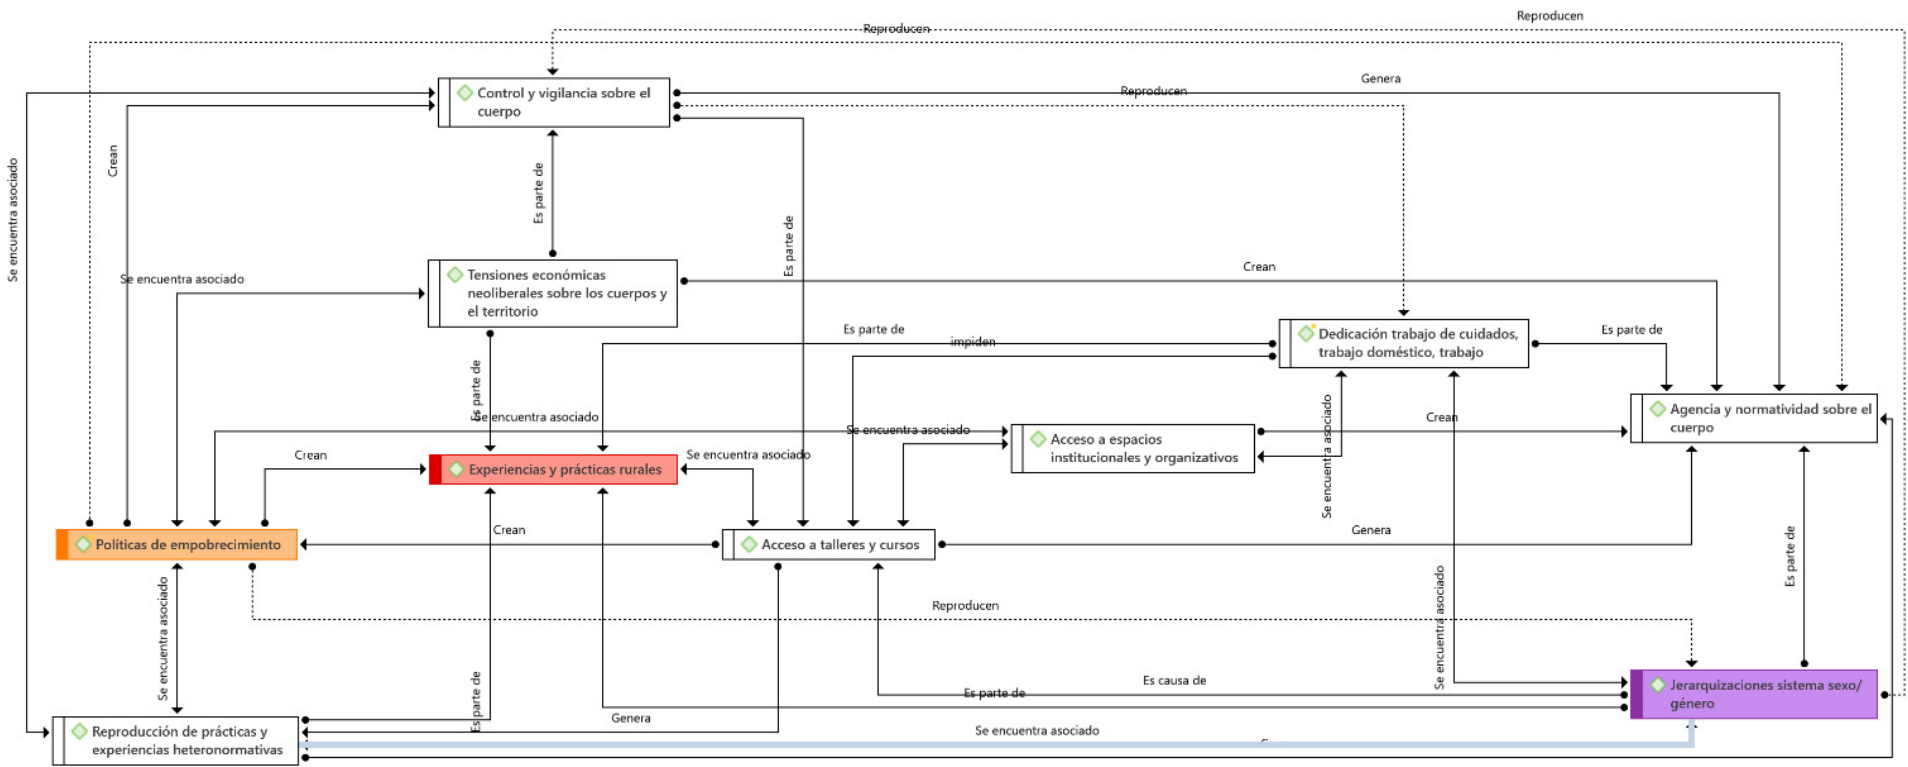 Reproducen
Reproducen
Genera
Reproducen
Control y vigilancia sobre el
cuerpo
Crean
Se encuentra asociado
Es parte de
Es parte de
Se encuentra asociado
Tensiones económicas
neoliberales sobre los cuerpos y
el territorio
Crean
Es parte de
impiden
Dedicación trabajo de cuidados,
trabajo doméstico, trabajo
Es parte de
Es parte de
Se encuentra asociado
Se encuentra asociado
Se encuentra asociado
Crean
Agencia y normatividad sobre el
cuerpo
Acceso a espacios
institucionales y organizativos
Crean
Experiencias y prácticas rurales
Se encuentra asociado
Políticas de empobrecimiento
Crean
Acceso a talleres y cursos
Genera
Es parte de
Se encuentra asociado
Se encuentra asociado
Reproducen
Es causa de
Es parte de
Jerarquizaciones sistema sexo/
género
Es parte de
Genera
Se encuentra asociado
Reproducción de prácticas y
experiencias heteronormativas